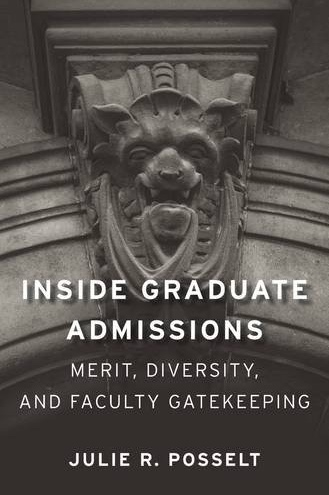 INSIDE GRADUATE
ADMISSIONS
MERIT, DIVERSITY,
AND FACULTY GATEKEEPING
JULIE R. POSSELT